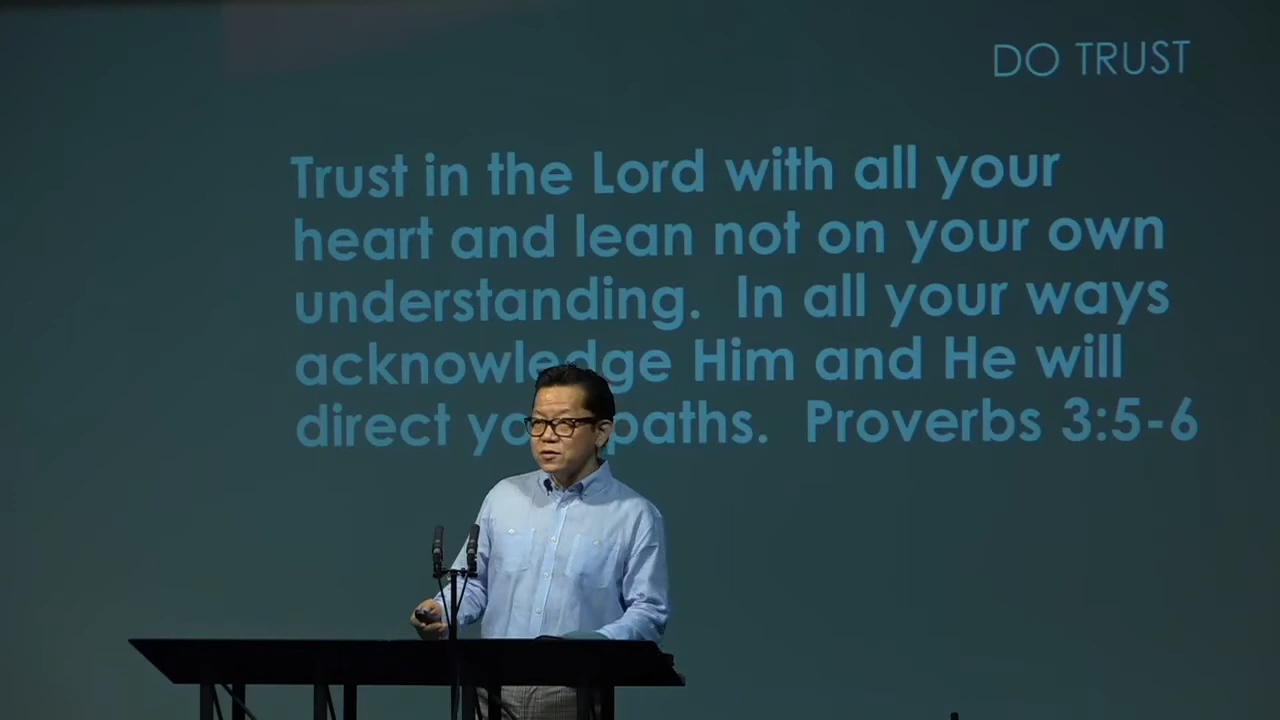 DO TRUST
Trust in the Lord with all your
heart and lean not on your own
understanding. In all your ways
acknowledge Him and He will
direct your paths. Proverbs 3:5-6